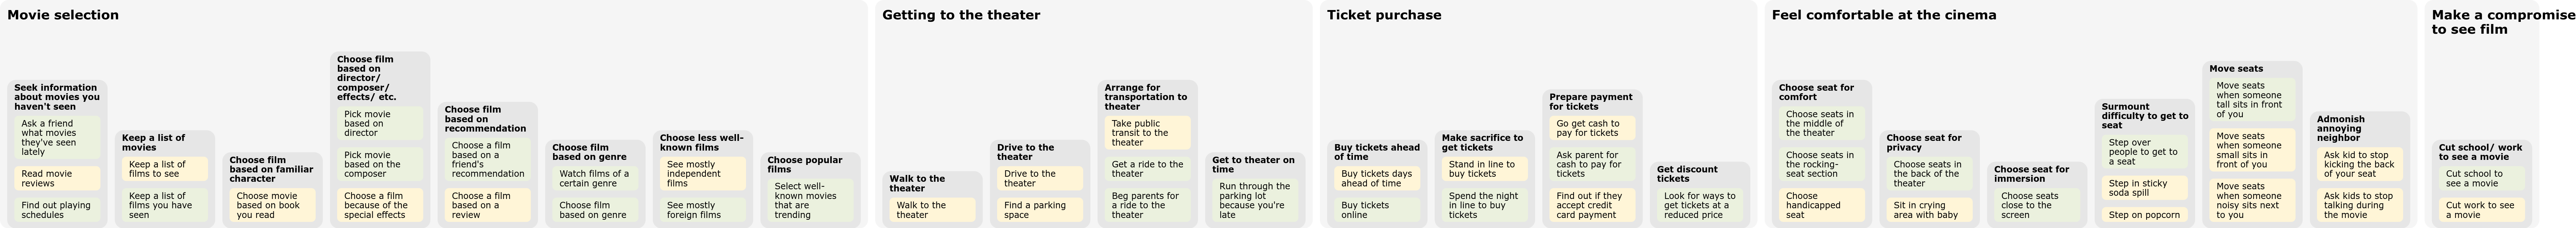 Movie selection
Seek information
about movies you
haven't seen
Ask a friend
what movies
they've seen
lately
Read movie
reviews
Find out playing
schedules
Keep a list of
movies
Keep a list of
films to see
Keep a list of
films you have
seen
Choose film
based on familiar
character
Choose movie
based on book
you read
Choose film
based on
director/
composer/
effects/ etc.
Pick movie
based on
director
Pick movie
based on the
composer
Choose a film
because of the
special effects
Choose film
based on
recommendation
Choose a film
based on a
friend's
recommendation
Choose a film
based on a
review
Choose film
based on genre
Watch films of a
certain genre
Choose film
based on genre
Choose less well-
known films
See mostly
independent
films
See mostly
foreign films
Choose popular
films
Select well-
known movies
that are
trending
Getting to the theater
Walk to the
theater
Walk to the
theater
Drive to the
theater
Drive to the
theater
Find a parking
space
Arrange for
transportation to
theater
Take public
transit to the
theater
Get a ride to the
theater
Beg parents for
a ride to the
theater
Get to theater on
time
Run through the
parking lot
because you're
late
Ticket purchase
Buy tickets ahead
of time
Buy tickets days
ahead of time
Buy tickets
online
Make sacrifice to
get tickets
Stand in line to
buy tickets
Spend the night
in line to buy
tickets
Prepare payment
for tickets
Go get cash to
pay for tickets
Ask parent for
cash to pay for
tickets
Find out if they
accept credit
card payment
Get discount
tickets
Look for ways to
get tickets at a
reduced price
Feel comfortable at the cinema
Choose seat for
comfort
Choose seats in
the middle of
the theater
Choose seats in
the rocking-
seat section
Choose
handicapped
seat
Choose seat for
privacy
Choose seats in
the back of the
theater
Sit in crying
area with baby
Choose seat for
immersion
Choose seats
close to the
screen
Surmount
difficulty to get to
seat
Step over
people to get to
a seat
Step in sticky
soda spill
Step on popcorn
Move seats
Move seats
when someone
tall sits in front
of you
Move seats
when someone
small sits in
front of you
Move seats
when someone
noisy sits next
to you
Admonish
annoying
neighbor
Ask kid to stop
kicking the back
of your seat
Ask kids to stop
talking during
the movie
Make a compromise
to see film
Cut school/ work
to see a movie
Cut school to
see a movie
Cut work to see
a movie